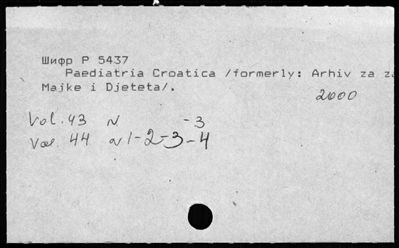 Шифр P 5437
Paediatria Croatica /formerly: Arhiv za
Majke i Djeteta/.
2000
Vol. 43 N -3
Vol. 44 N 1-2-3-4